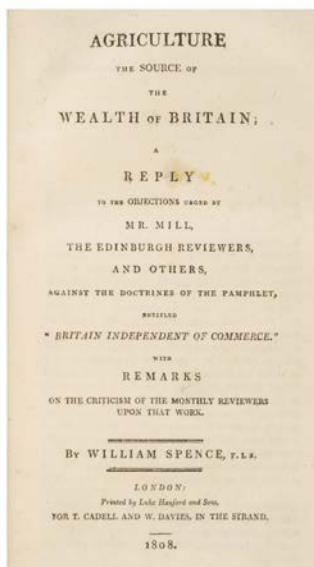 AGRICULTURE
THE SOURCE OF
THE
WEALTH OF BRITAIN;
A
REPLY
TO THE OBJECTIONS URGED BY
MR. MILL,
THE EDINBURGH REVIEWERS,
AND OTHERS,
AGAINST THE DOCTRINES OF THE PAMPHLET,
ENTITLED
"BRITAIN INDEPENDENT OF COMMERCE."
WITH
REMARKS
ON THE CRITICISM OF THE MONTHLY REVIEWERS
UPON THAT WORK.
BY WILLIAM SPENCE, F.L.S.
LONDON:
Printed by Luke Hansard and Sons,
FOR T. CADELL AND W. DAVIES, IN THE STRAND.
1808.